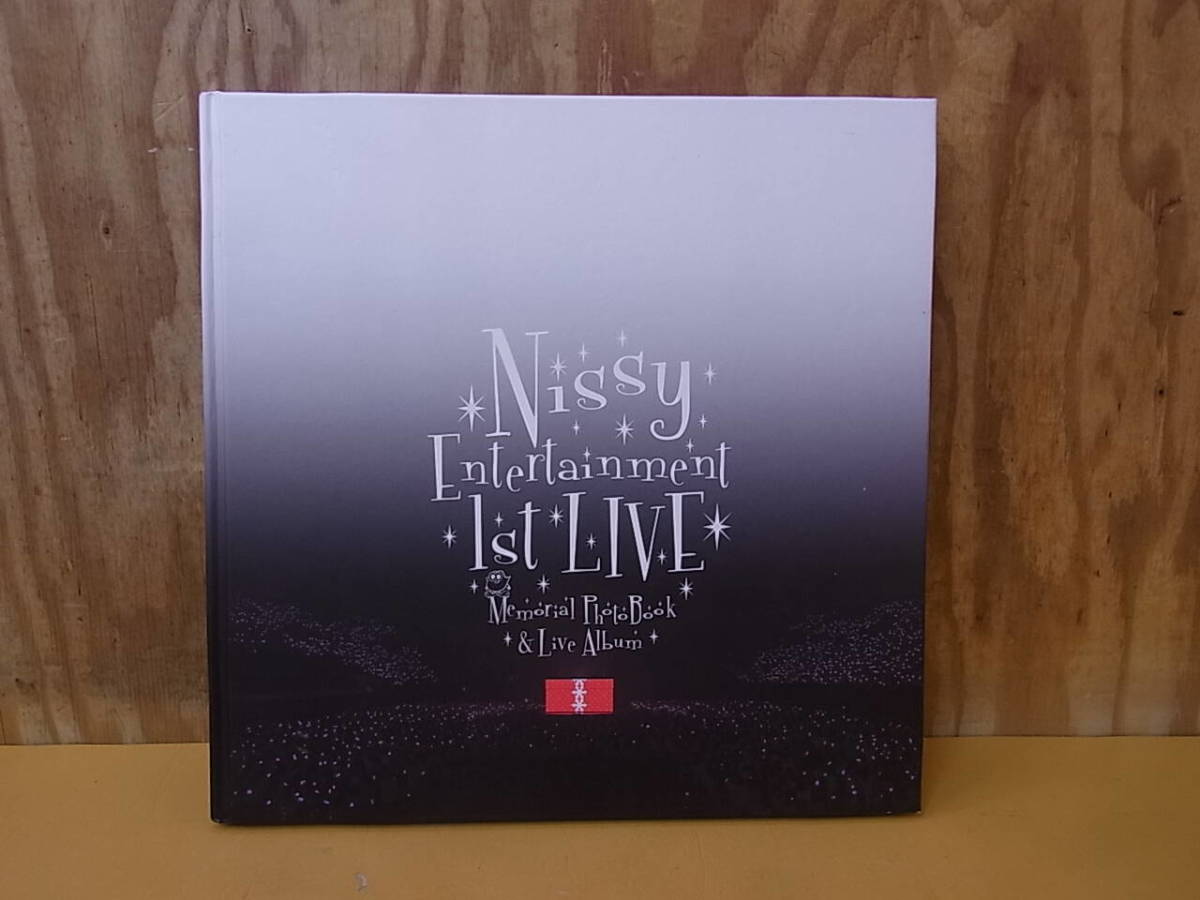 Nissy
Entertainment
1st LIVE
Memorial PhotoBook
& Live Album